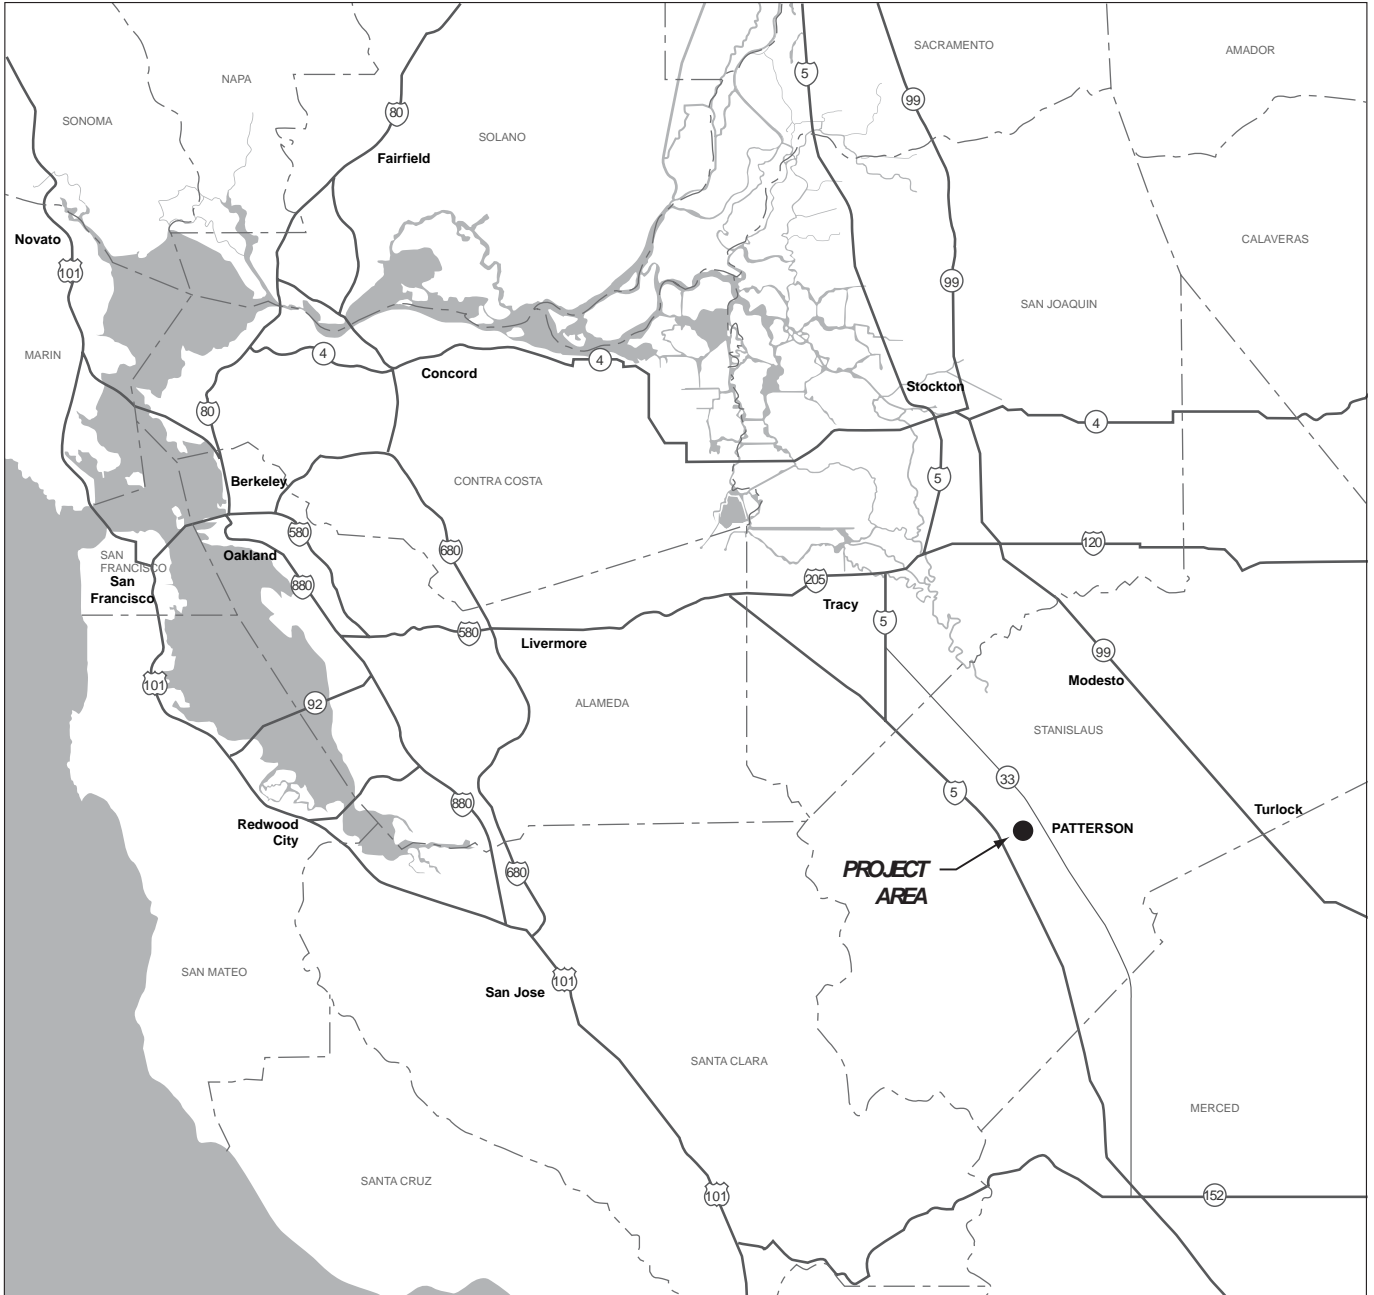 SACRAMENTO
AMADOR
NAPA
5
99
80
SONOMA
SOLANO
Fairfield
Novato
CALAVERAS
101
99
SAN JOAQUIN
MARIN
4
4
Concord
Stockton
80
4
Berkeley
CONTRA COSTA
5
580
120
Oakland
680
SAN
FRANCISCO
San
Francisco
880
205
Tracy
5
580
Livermore
99
Modesto
101
92
ALAMEDA
STANISLAUS
33
5
880
Turlock
Redwood
City
PATTERSON
PROJECT
AREA
680
SAN MATEO
101
San Jose
SANTA CLARA
MERCED
SANTA CRUZ
101
152